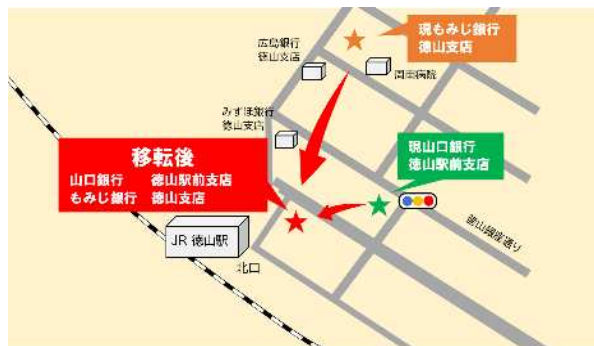 現もみじ銀行
徳山支店
広島銀行
徳山支店
周南病院
みずほ銀行
徳山支店
現山口銀行
徳山駅前支店
移転後
山口銀行 徳山駅前支店
もみじ銀行 徳山支店
JR 徳山駅
北口
徳山銀座通り